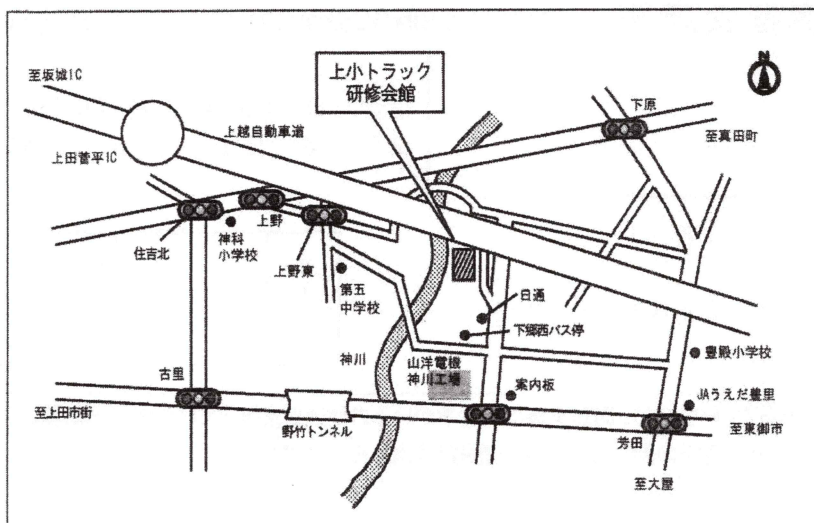 上小トラック
研修会館
N
至坂城IC
上越自動車道
下原
至真田町
上田菅平IC
住吉北
神科
小学校
上野
上野東
第五
中学校
日通
下郷西バス停
神川
山洋電機
神川工場
豊殿小学校
古里
案内板
JAうえだ豊里
至上田市街
野竹トンネル
芳田
至東御市
至大屋